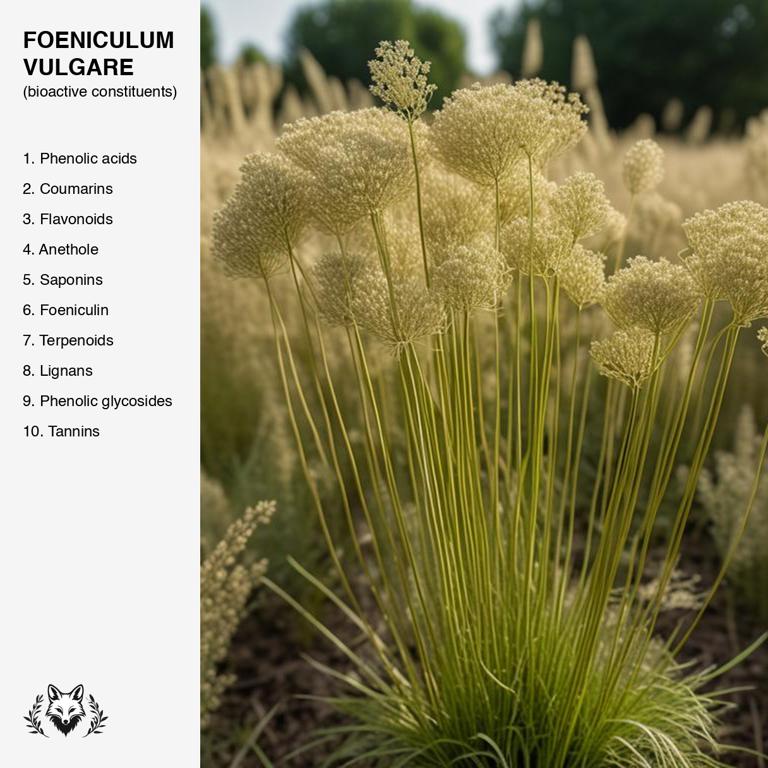 FOENICULUM
VULGARE
(bioactive constituents)
1. Phenolic acids
2. Coumarins
3. Flavonoids
4. Anethole
5. Saponins
6. Foeniculin
7. Terpenoids
8. Lignans
9. Phenolic glycosides
10. Tannins